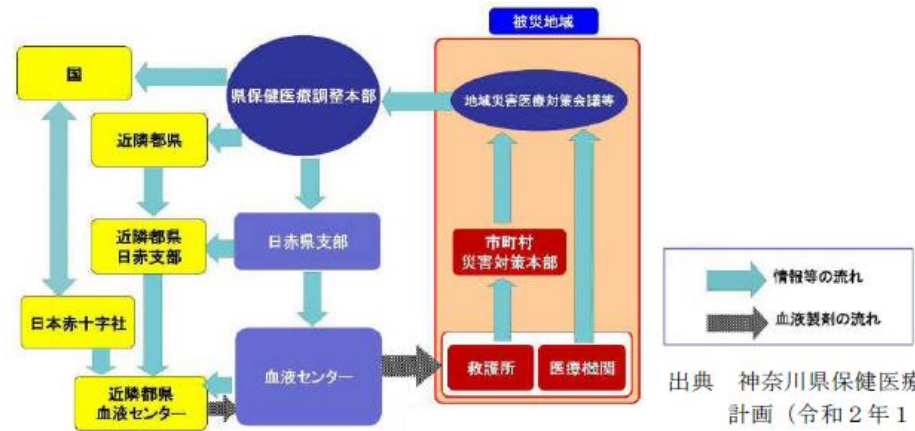 被災地域
国
県保健医療調整本部
地域災害医療対策会議等
近隣都県
近隣都県
日赤支部
日赤県支部
市町村
災害対策本部
日本赤十字社
血液センター
救護所
医療機関
近隣都県
血液センター
情報等の流れ
血液製剤の流れ
出典 神奈川県保健医療
計画（令和２年１